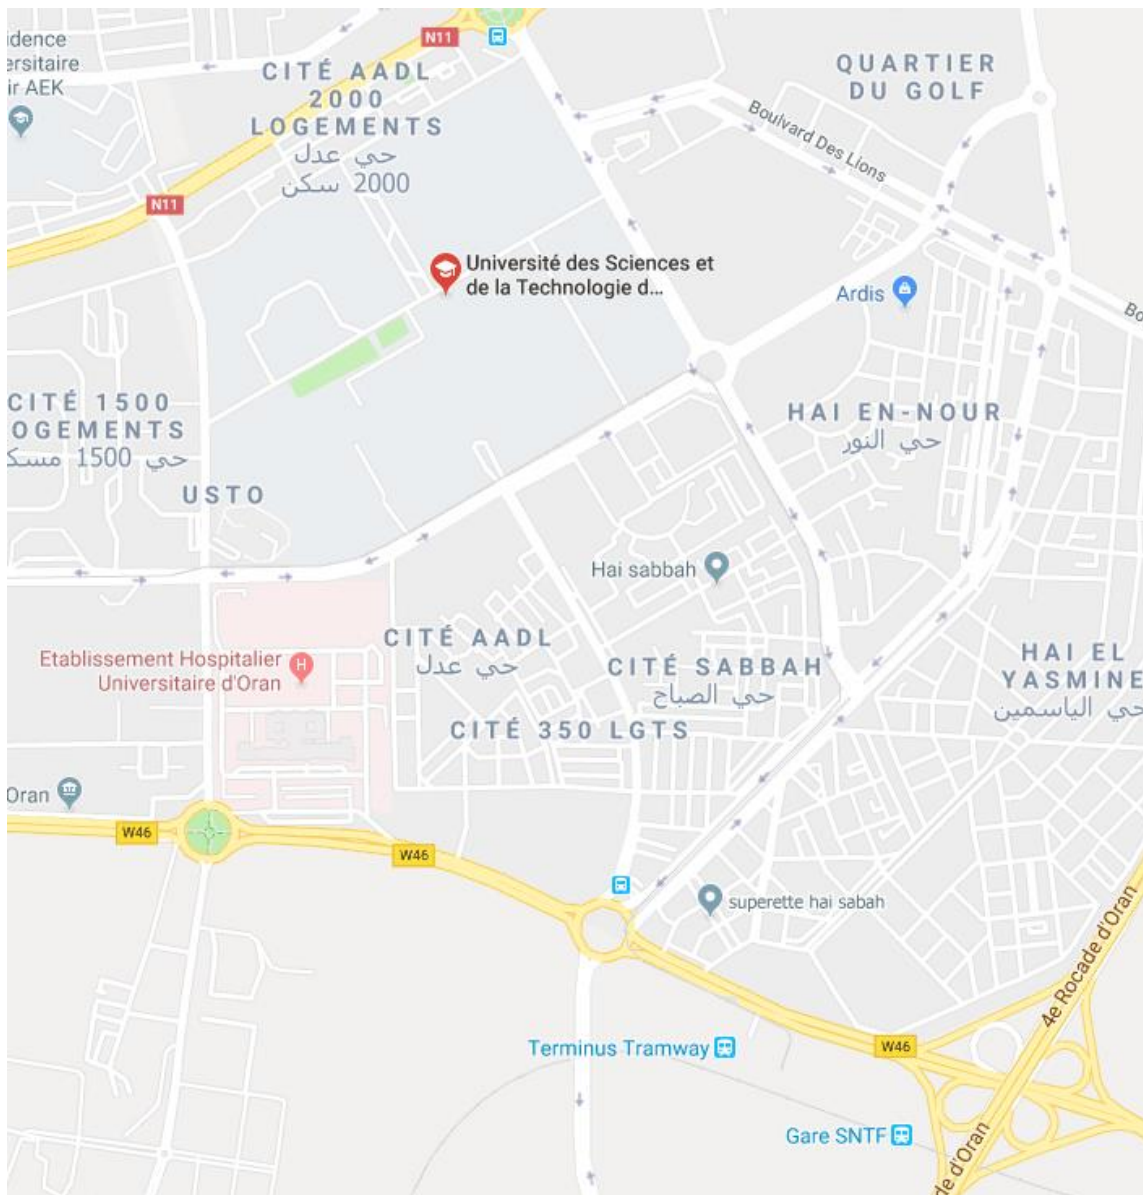 idence
ersitaire
ir AEK
N11
CITÉ AADL
2000
LOGEMENTS
حي عدل
2000 سكن
QUARTIER
DU GOLF
Boulvard Des Lions
N11
Université des Sciences et
de la Technologie d...
Ardis
Bo
CITÉ 1500
OGEMENTS
حي 1500 مسك
HAI EN-NOUR
حي النور
USTO
Hai sabbah
CITÉ AADL
حي عدل
Etablissement Hospitalier
Universitaire d'Oran
H
CITÉ SABBAH
حي الصباح
HAI EL
YASMINE
حي الياسمين
CITÉ 350 LGTS
Oran
W46
W46
superette hai sabah
4e Rocade d'Oran
Terminus Tramway
W46
Gare SNTF
de d'Oran